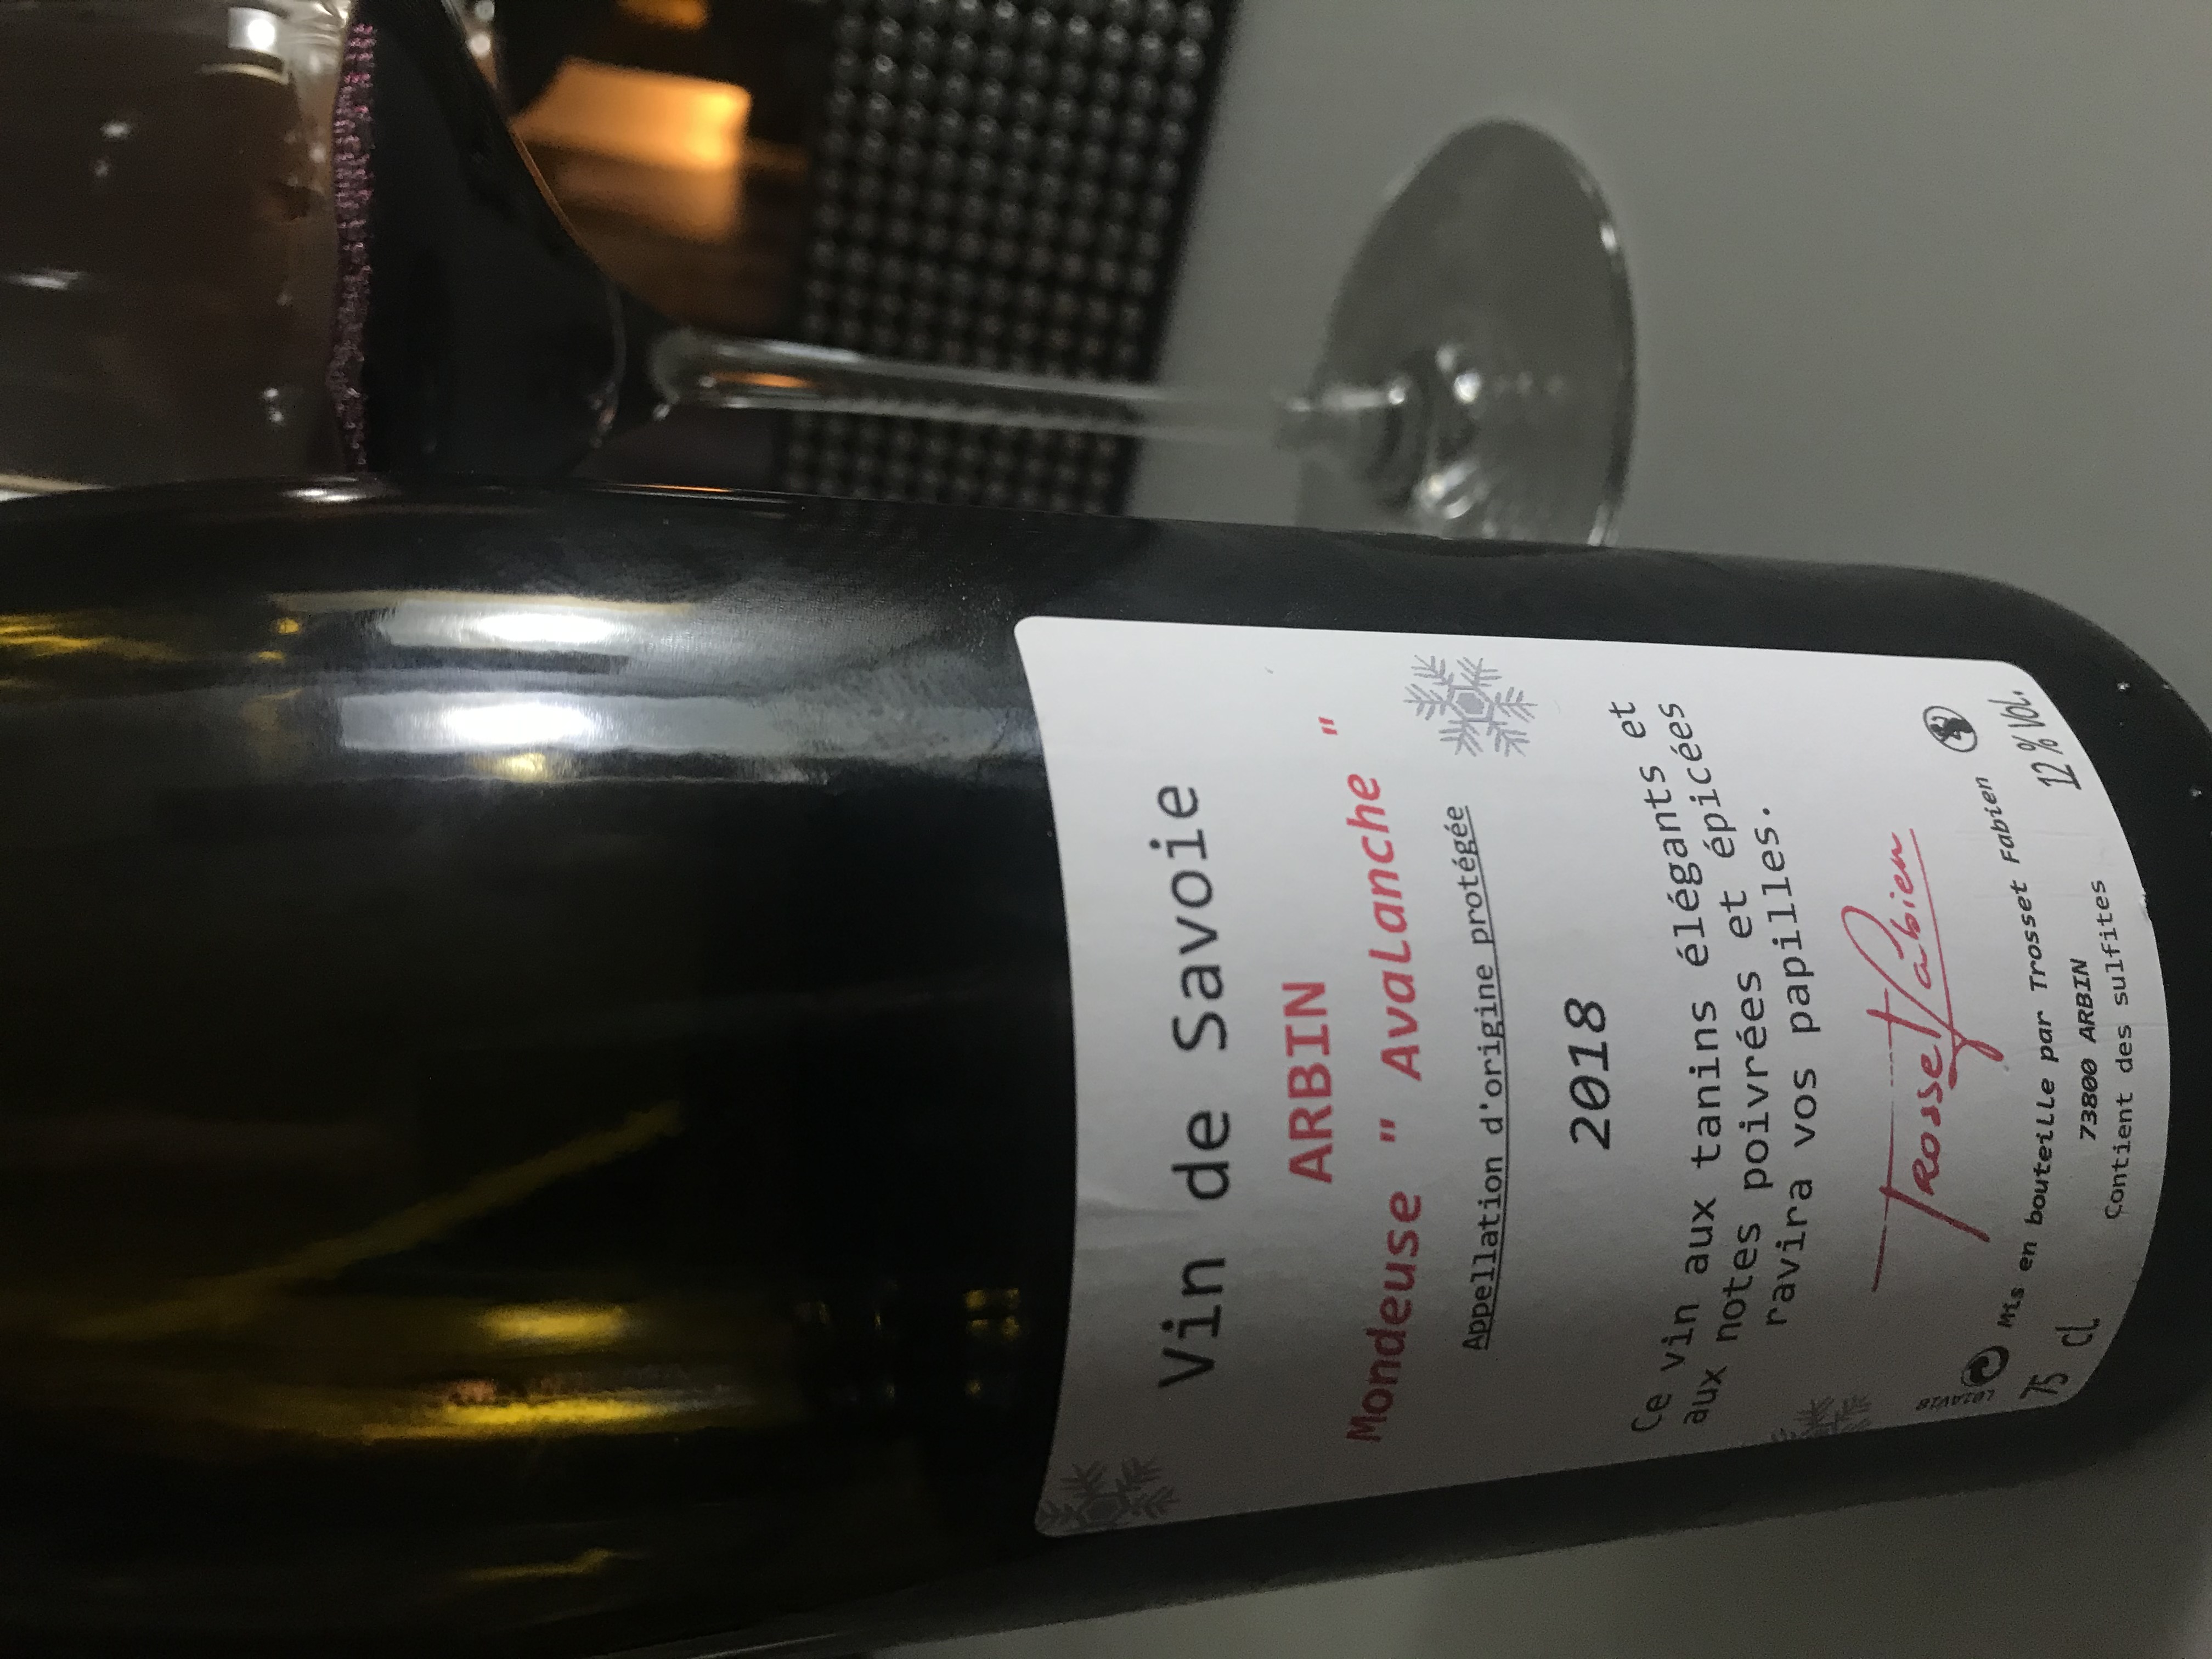 Vin de Savoie
ARBIN
Mondeuse " Avalanche "
Appellation d'origine protégée
2018
Ce vin aux tanins élégants et
aux notes poivrées et épicées
ravira vos papilles.
Trosset Fabien
Mis en bouteille par Trosset Fabien
75 cl 73800 ARBIN 12 % Vol.
Contient des sulfites